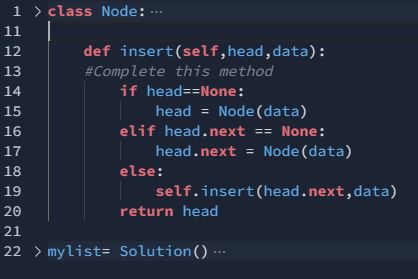 1 > class Node: ···
11
12     def insert(self,head,data):
13     #Complete this method
14         if head==None:
15             head = Node(data)
16         elif head.next == None:
17             head.next = Node(data)
18         else:
19             self.insert(head.next,data)
20         return head
21
22 > mylist= Solution() ···